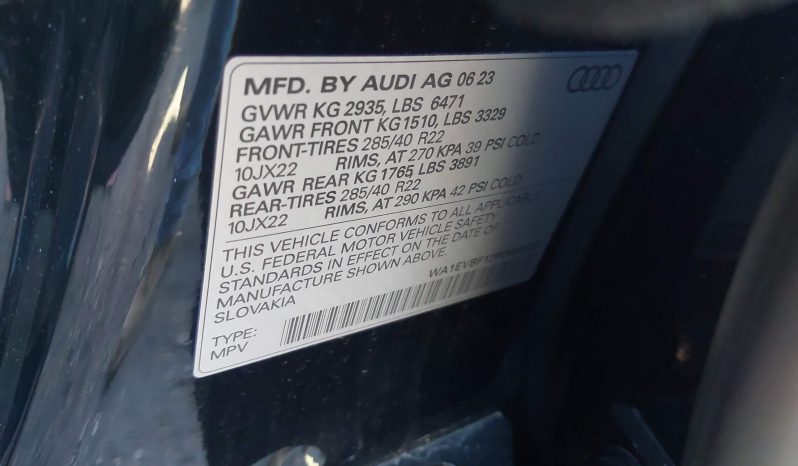 MFD. BY AUDI AG 06 23
GVWR KG 2935, LBS 6471
GAWR FRONT KG1510, LBS 3329
FRONT-TIRES 285/40 R22
10JX22 RIMS, AT 270 KPA 39 PSI COLD
GAWR REAR KG 1765, LBS 3891
REAR-TIRES 285/40 R22
10JX22 RIMS, AT 290 KPA 42 PSI COLD
THIS VEHICLE CONFORMS TO ALL APPLICABLE
U.S. FEDERAL MOTOR VEHICLE SAFETY
STANDARDS IN EFFECT ON THE DATE OF
MANUFACTURE SHOWN ABOVE.
SLOVAKIA
TYPE:
MPV